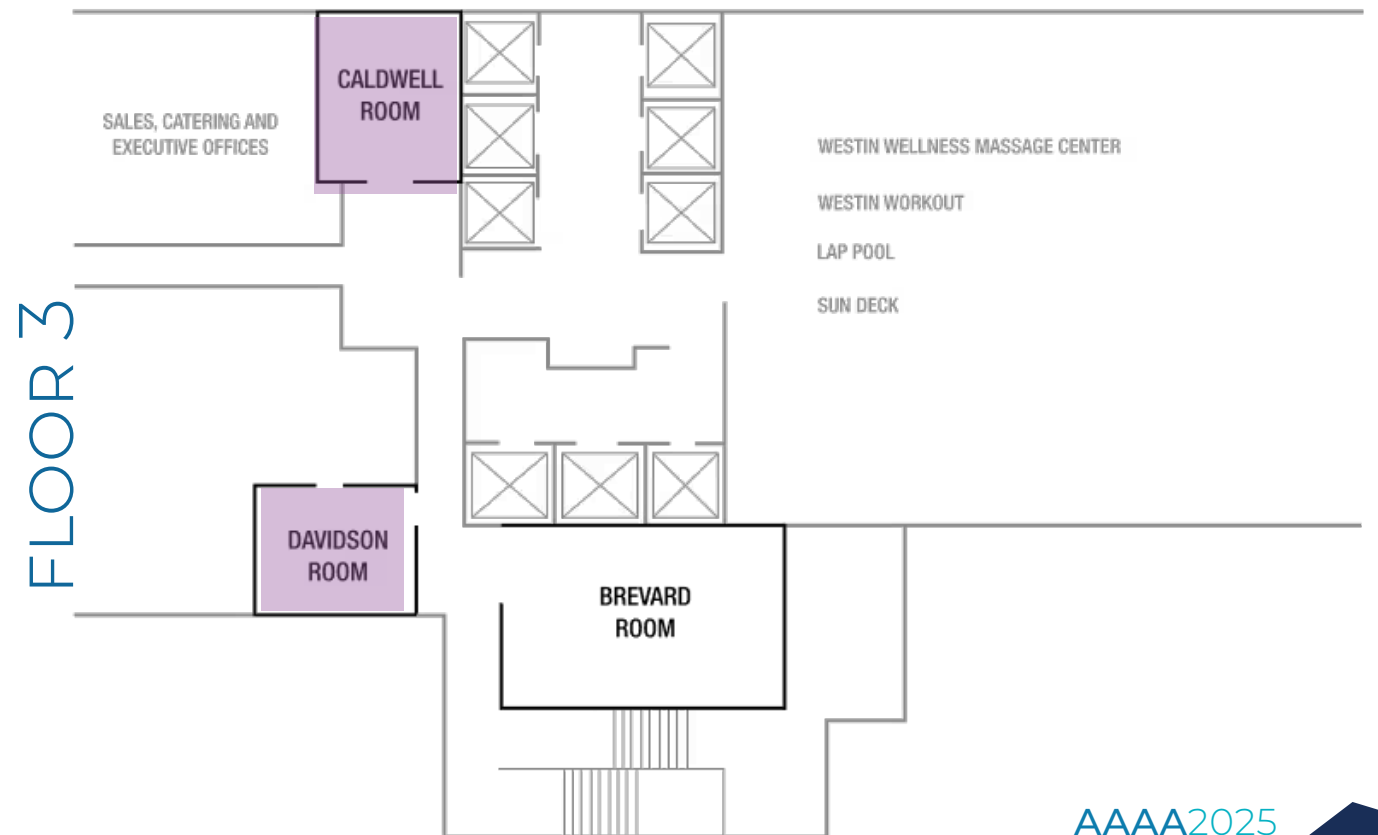 FLOOR 3
CALDWELL
ROOM
SALES, CATERING AND
EXECUTIVE OFFICES
WESTIN WELLNESS MASSAGE CENTER
WESTIN WORKOUT
LAP POOL
SUN DECK
DAVIDSON
ROOM
BREVARD
ROOM
AAAA2025